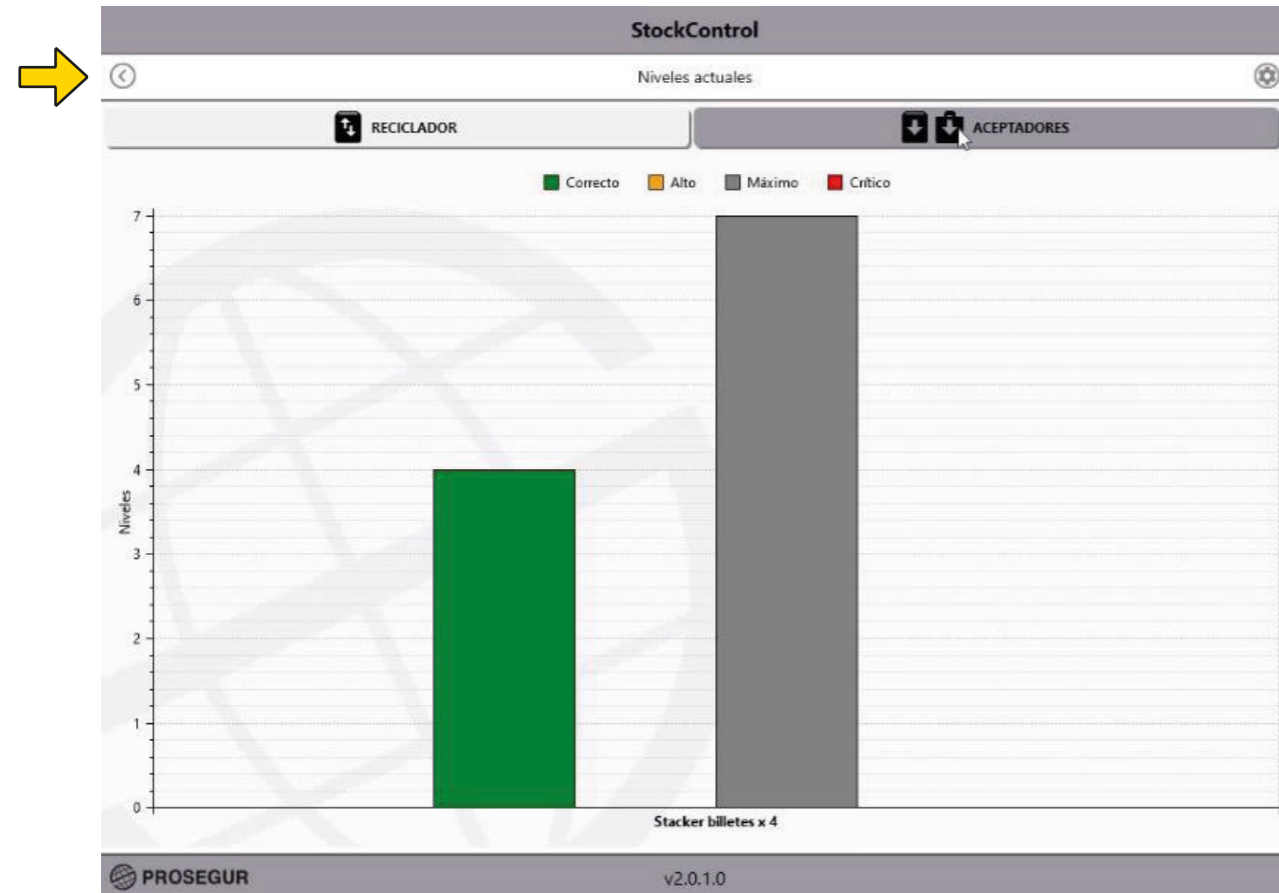 StockControl
Niveles actuales
RECICLADOR
ACEPTADORES
Correcto Alto Máximo Crítico
7
6
5
4
3
2
1
0
Niveles
Stacker billetes x 4
PROSEGUR
v2.0.1.0